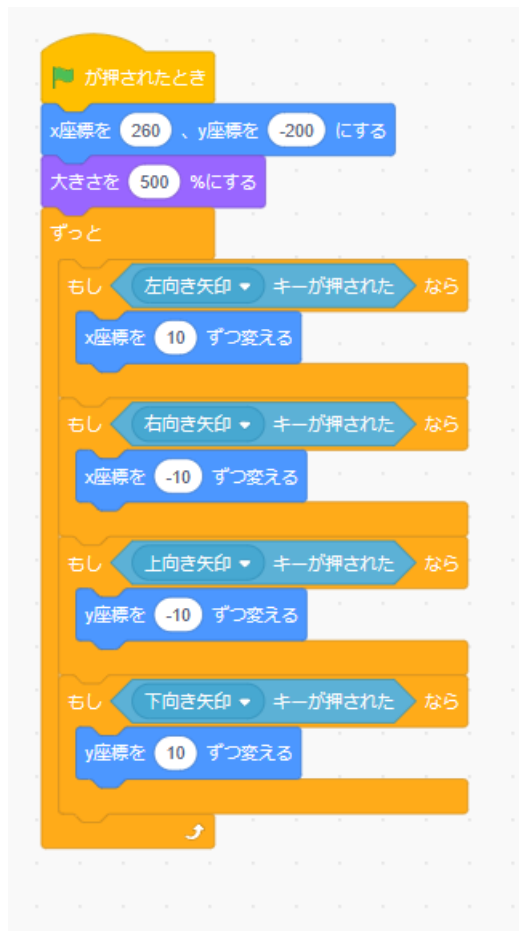 が押されたとき
x座標を 260 、y座標を -200 にする
大きさを 500 %にする
ずっと
もし 左向き矢印 キーが押された なら
x座標を 10 ずつ変える
もし 右向き矢印 キーが押された なら
x座標を -10 ずつ変える
もし 上向き矢印 キーが押された なら
y座標を -10 ずつ変える
もし 下向き矢印 キーが押された なら
y座標を 10 ずつ変える